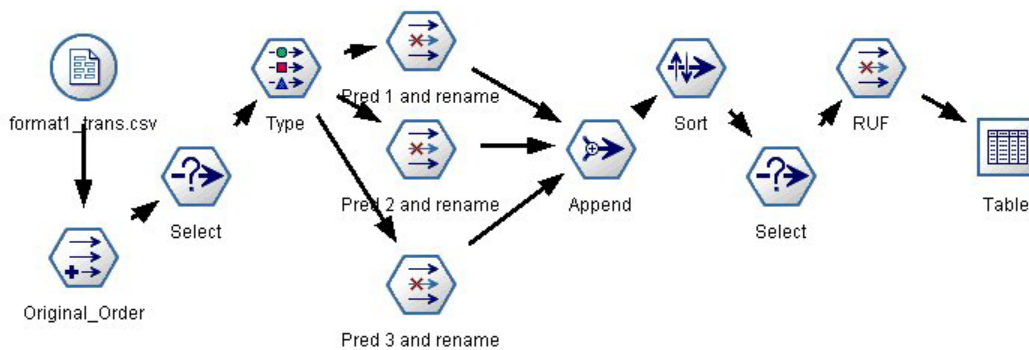 format1_trans.csv
Original_Order
Select
Type
Pred 1 and rename
Pred 2 and rename
Pred 3 and rename
Append
Sort
Select
RUF
Table